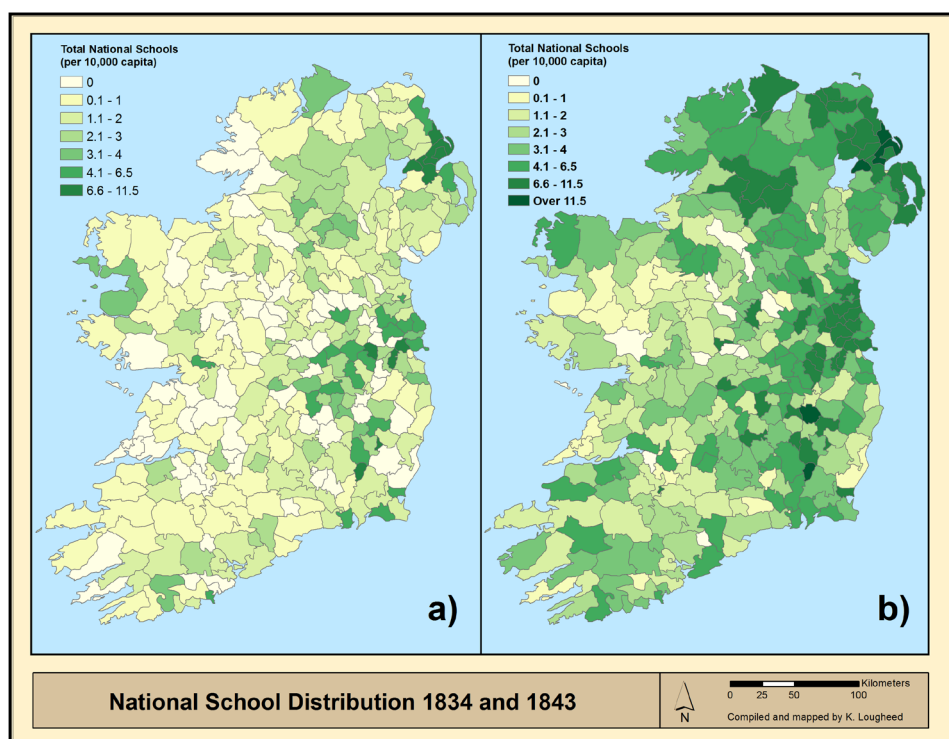 Total National Schools
(per 10,000 capita)
0
0.1 - 1
1.1 - 2
2.1 - 3
3.1 - 4
4.1 - 6.5
6.6 - 11.5
a)
Total National Schools
(per 10,000 capita)
0
0.1 - 1
1.1 - 2
2.1 - 3
3.1 - 4
4.1 - 6.5
6.6 - 11.5
Over 11.5
b)
National School Distribution 1834 and 1843
N
Kilometers
0 25 50 100
Compiled and mapped by K. Lougheed